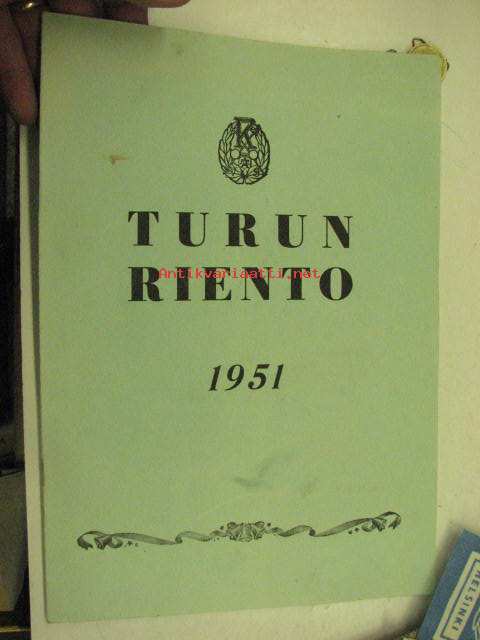 TURUN
RIENTO
Antikvariaatti.net
1951
HELSINKI